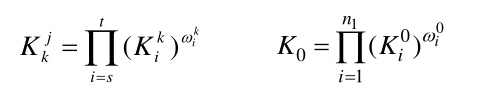 $K_k^j = \prod_{i=s}^{t} (K_i^k)^{\omega_i^k}$ $K_0 = \prod_{i=1}^{n_1} (K_i^0)^{\omega_i^0}$